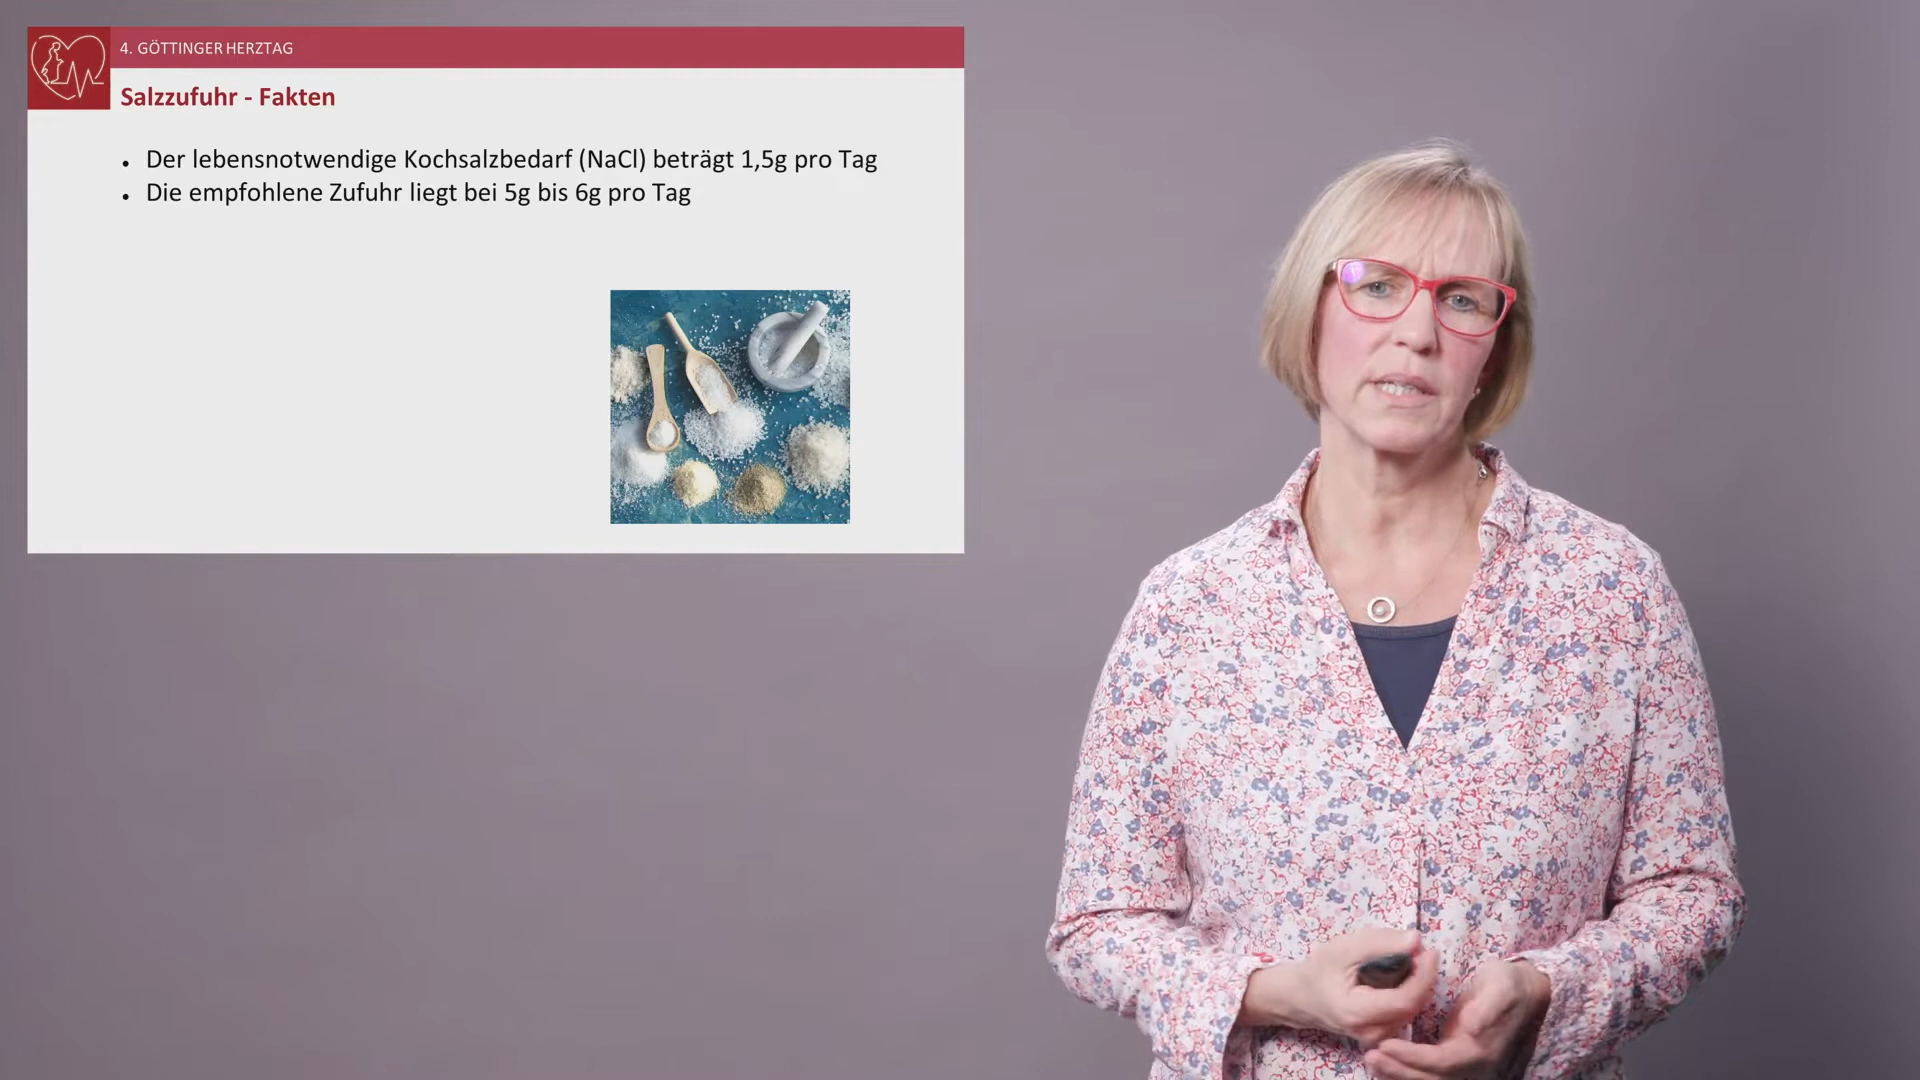 4. GÖTTINGER HERZTAG
Salzzufuhr - Fakten
• Der lebensnotwendige Kochsalzbedarf (NaCl) beträgt 1,5g pro Tag
• Die empfohlene Zufuhr liegt bei 5g bis 6g pro Tag